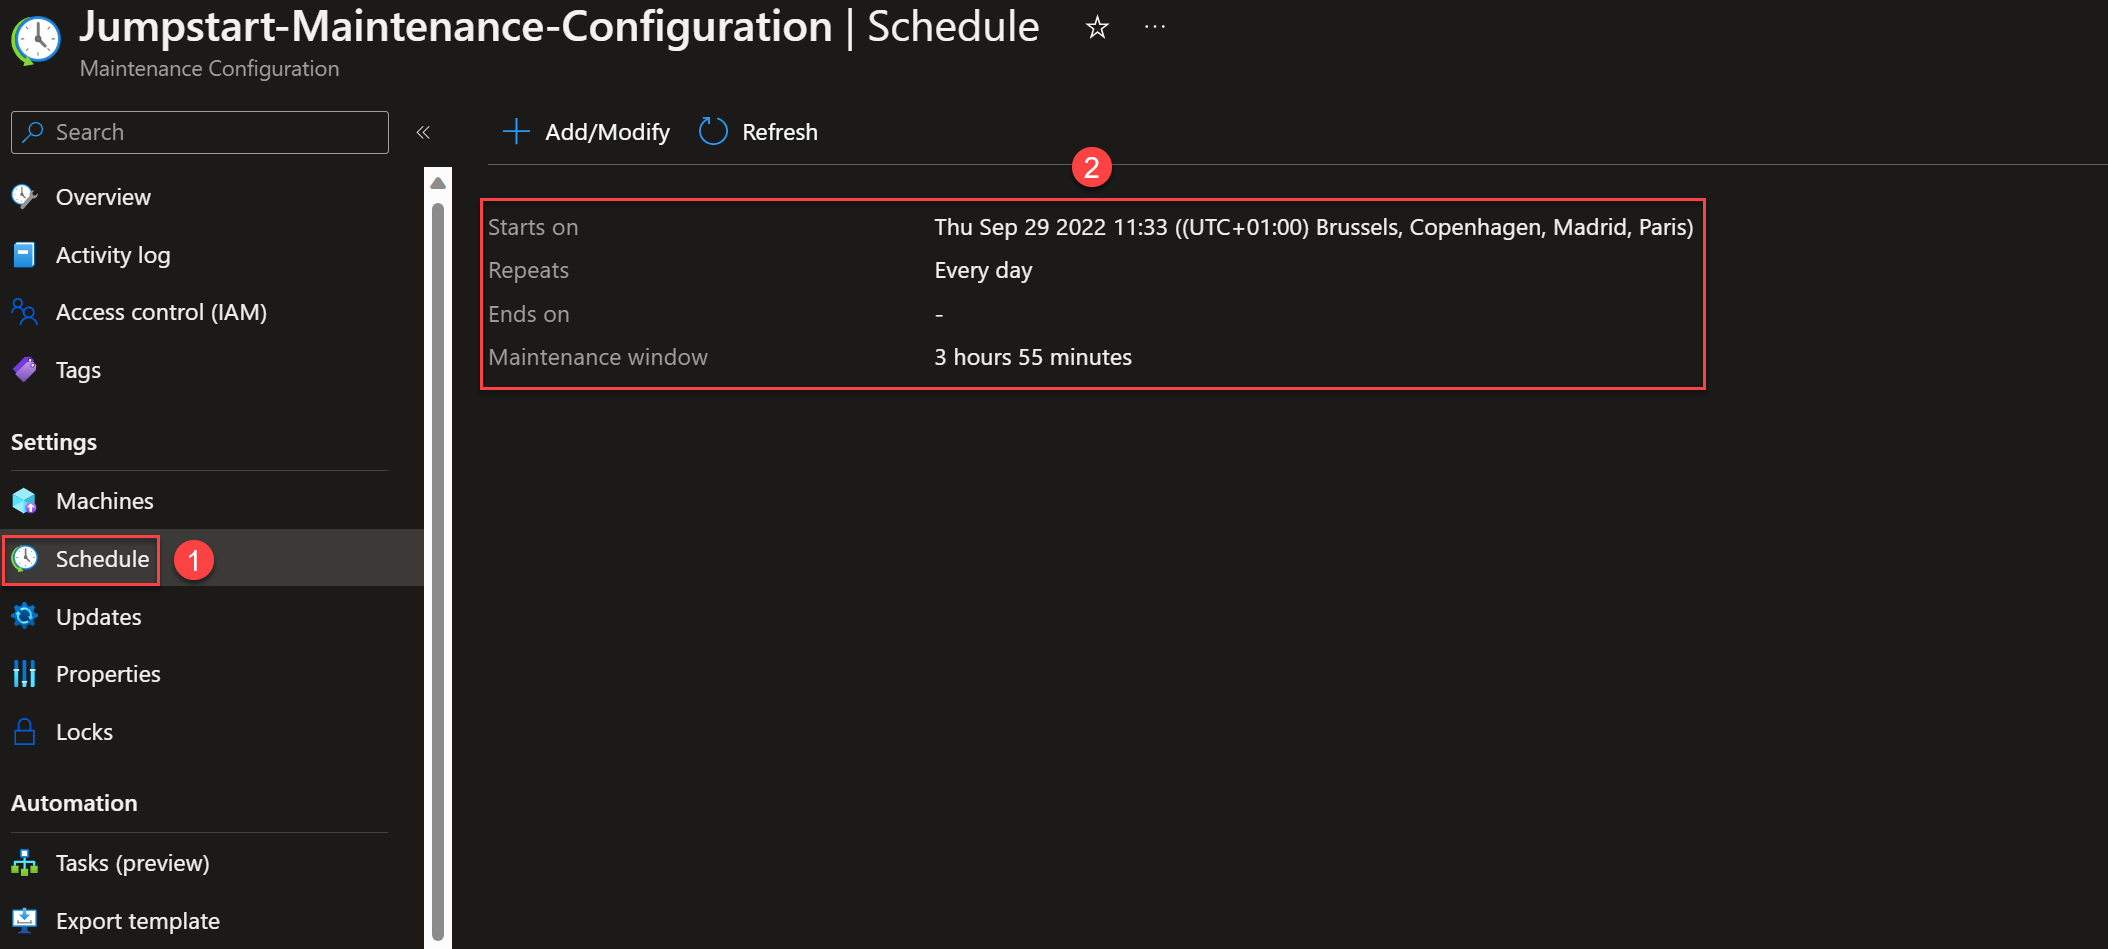 Jumpstart-Maintenance-Configuration | Schedule
Maintenance Configuration
Search
Add/Modify
Refresh
2
Overview
Activity log
Access control (IAM)
Tags
Settings
Machines
Schedule
1
Updates
Properties
Locks
Automation
Tasks (preview)
Export template
Starts on Thu Sep 29 2022 11:33 ((UTC+01:00) Brussels, Copenhagen, Madrid, Paris)
Repeats Every day
Ends on -
Maintenance window 3 hours 55 minutes